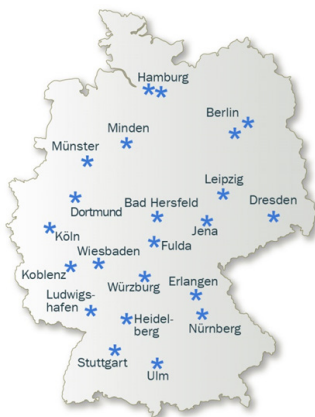 Hamburg
Berlin
Minden
Münster
Leipzig
Dortmund
Bad Hersfeld
Dresden
Köln
Jena
Fulda
Wiesbaden
Koblenz
Würzburg
Erlangen
Ludwigs-
hafen
Heidel-
berg
Nürnberg
Stuttgart
Ulm